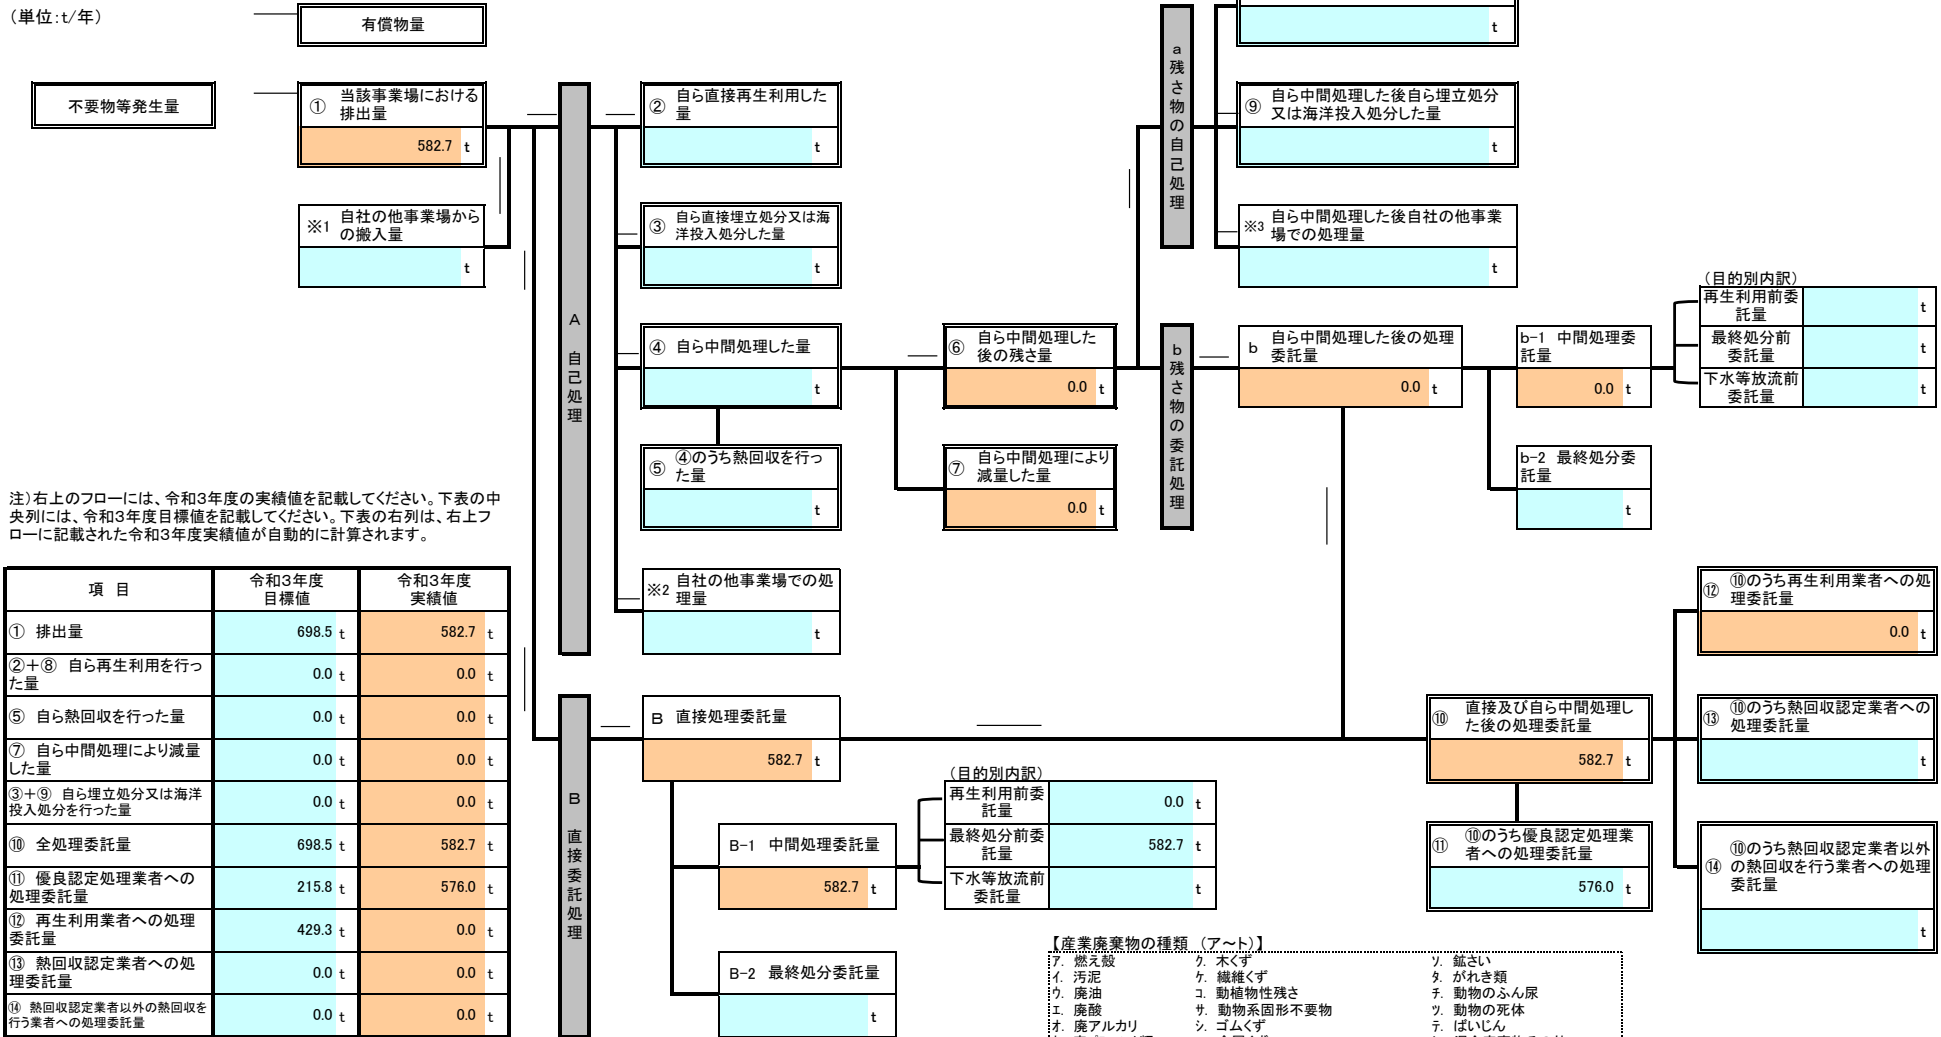 (単位:t/年)
有償物量
t
不要物等発生量
① 当該事業場における
排出量
582.7 t
※1 自社の他事業場から
の搬入量
t
A 自己処理
② 自ら直接再生利用した
量
t
③ 自ら直接埋立処分又は海
洋投入処分した量
t
④ 自ら中間処理した量
t
⑤ ④のうち熱回収を行っ
た量
t
※2 自社の他事業場での処
理量
t
⑥ 自ら中間処理した
後の残さ量
0.0 t
⑦ 自ら中間処理により
減量した量
0.0 t
a 残さ物の自己処理
⑨ 自ら中間処理した後自ら埋立処分
又は海洋投入処分した量
t
※3 自ら中間処理した後自社の他事業
場での処理量
t
b 残さ物の委託処理
b 自ら中間処理した後の処理
委託量
0.0 t
b-1 中間処理委
託量
0.0 t
b-2 最終処分委
託量
t
(目的別内訳)
再生利用前委
託量 t
最終処分前
委託量 t
下水等放流前
委託量 t
注)右上のフローには、令和3年度の実績値を記載してください。下表の中
央列には、令和3年度目標値を記載してください。下表の右列は、右上フ
ローに記載された令和3年度実績値が自動的に計算されます。
項 目 令和3年度
目標値 令和3年度
実績値
① 排出量 698.5 t 582.7 t
②+⑧ 自ら再生利用を行っ
た量 0.0 t 0.0 t
⑤ 自ら熱回収を行った量 0.0 t 0.0 t
⑦ 自ら中間処理により減量
した量 0.0 t 0.0 t
③+⑨ 自ら埋立処分又は海洋
投入処分を行った量 0.0 t 0.0 t
⑩ 全処理委託量 698.5 t 582.7 t
⑪ 優良認定処理業者への
処理委託量 215.8 t 576.0 t
⑫ 再生利用業者への処理
委託量 429.3 t 0.0 t
⑬ 熱回収認定業者への処
理委託量 0.0 t 0.0 t
⑭ 熱回収認定業者以外の熱回収を
行う業者への処理委託量 0.0 t 0.0 t
B 直接委託処理
B 直接処理委託量
582.7 t
B-1 中間処理委託量
582.7 t
B-2 最終処分委託量
t
(目的別内訳)
再生利用前委
託量 0.0 t
最終処分前委
託量 582.7 t
下水等放流前
委託量 t
⑩ 直接及び自ら中間処理し
た後の処理委託量
582.7 t
⑪ ⑩のうち優良認定処理業
者への処理委託量
576.0 t
⑫ ⑩のうち再生利用業者への処
理委託量
0.0 t
⑬ ⑩のうち熱回収認定業者への
処理委託量
t
⑭ ⑩のうち熱回収認定業者以外
の熱回収を行う業者への処理
委託量
t
【産業廃棄物の種類 (ア~ト)】
ア. 燃え殻 ク. 木くず ソ. 鉱さい
イ. 汚泥 ケ. 繊維くず タ. がれき類
ウ. 廃油 コ. 動植物性残さ チ. 動物のふん尿
エ. 廃酸 サ. 動物系固形不要物 ツ. 動物の死体
オ. 廃アルカリ シ. ゴムくず テ. ばいじん